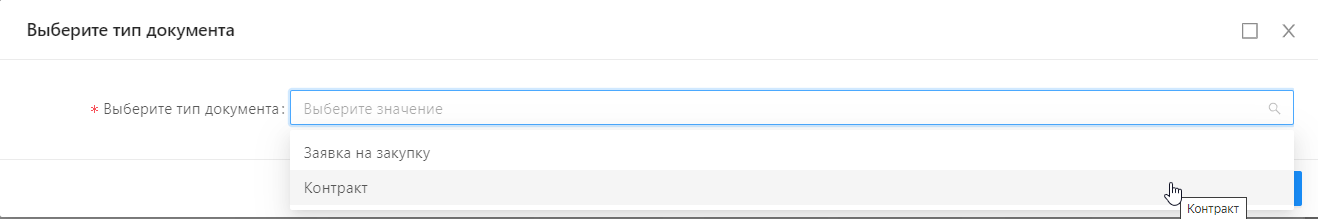 Выберите тип документа
* Выберите тип документа: Выберите значение
Заявка на закупку
Контракт
Контракт